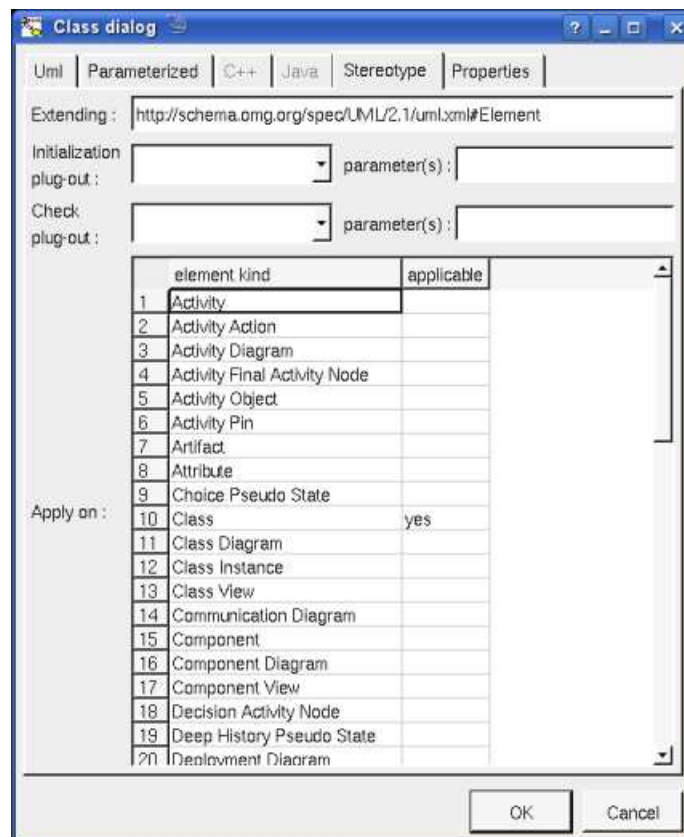 Class dialog
Uml Parameterized C++ Java Stereotype Properties
Extending : http://schema.omg.org/spec/UML/2.1/uml.xml#Element
Initialization plug-out : parameter(s) :
Check plug-out : parameter(s) :
Apply on :
element kind applicable
1 Activity
2 Activity Action
3 Activity Diagram
4 Activity Final Activity Node
5 Activity Object
6 Activity Pin
7 Artifact
8 Attribute
9 Choice Pseudo State
10 Class yes
11 Class Diagram
12 Class Instance
13 Class View
14 Communication Diagram
15 Component
16 Component Diagram
17 Component View
18 Decision Activity Node
19 Deep History Pseudo State
20 Deployment Diagram
OK Cancel